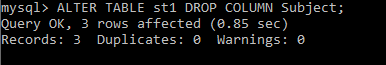 mysql> ALTER TABLE st1 DROP COLUMN Subject;
Query OK, 3 rows affected (0.85 sec)
Records: 3  Duplicates: 0  Warnings: 0